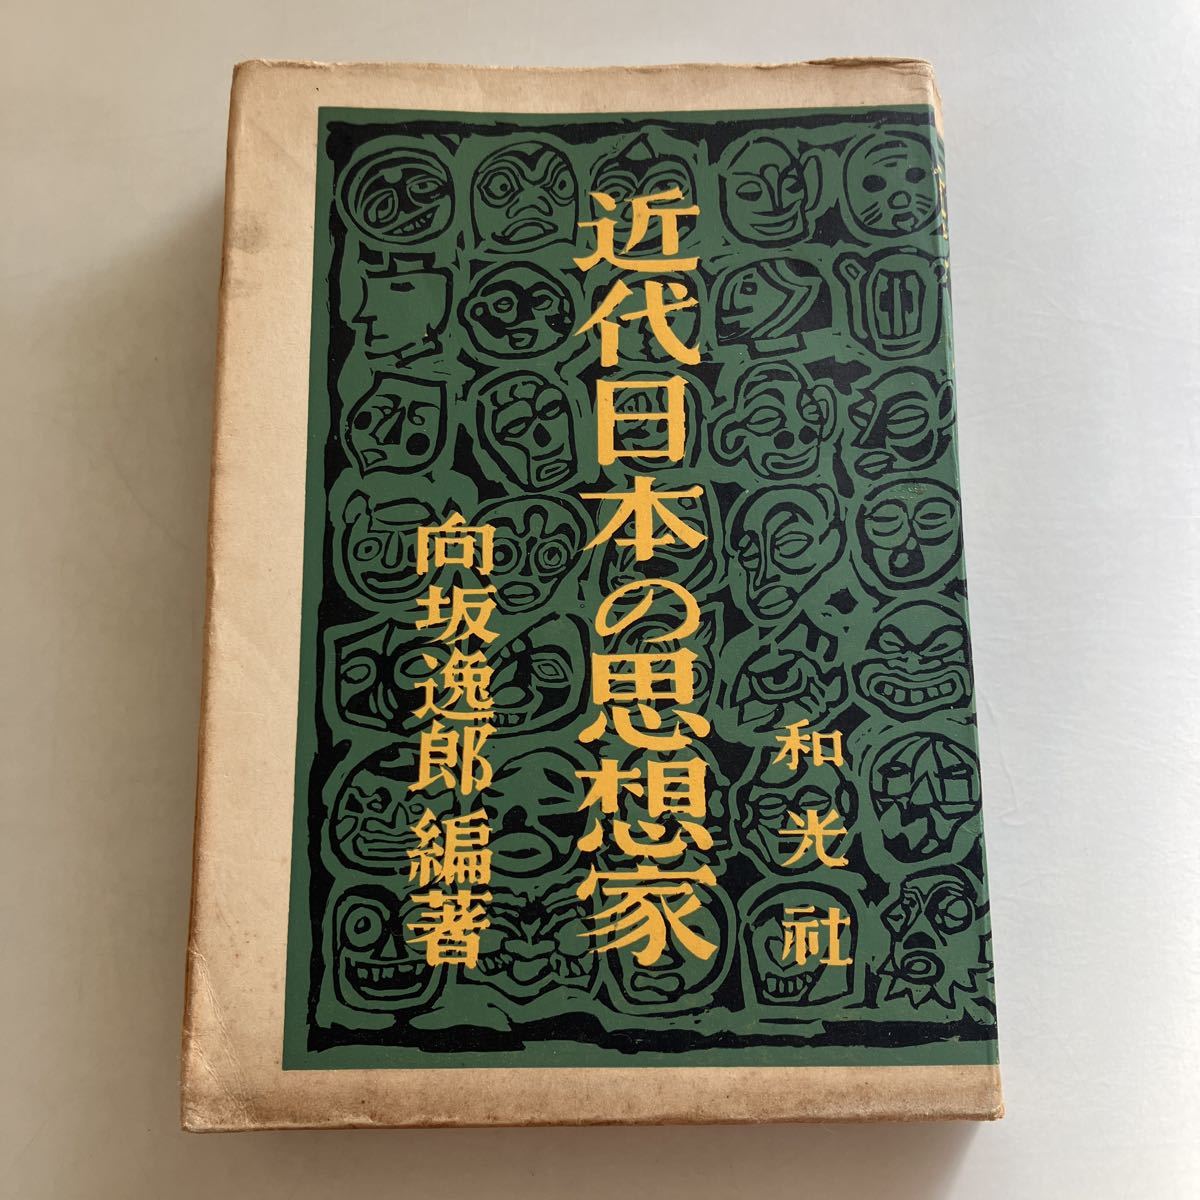 近代日本の思想家
向坂逸郎 編著
和光社